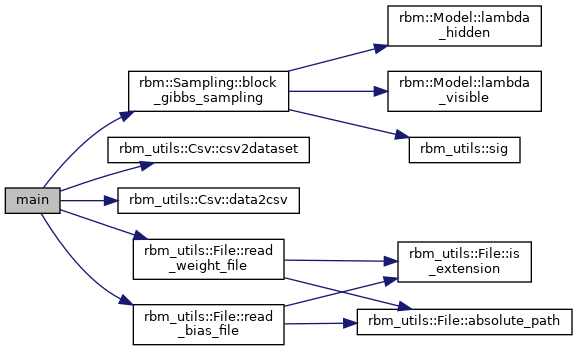 main
rbm::Sampling::block
_gibbs_sampling
rbm::Model::lambda
_hidden
rbm::Model::lambda
_visible
rbm_utils::sig
rbm_utils::Csv::csv2dataset
rbm_utils::Csv::data2csv
rbm_utils::File::read
_weight_file
rbm_utils::File::is
_extension
rbm_utils::File::read
_bias_file
rbm_utils::File::absolute_path